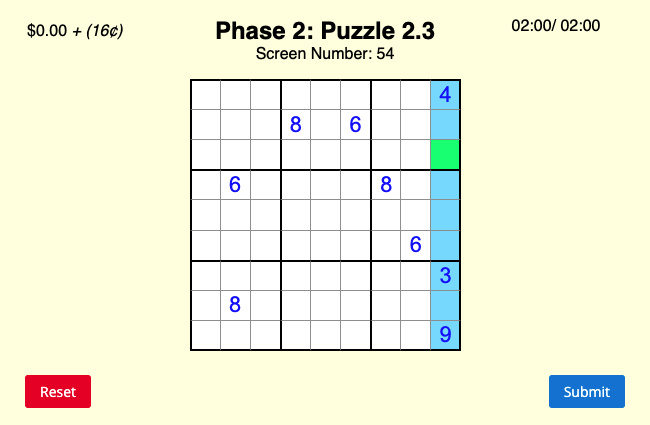 $0.00 + (16¢)
Phase 2: Puzzle 2.3
02:00/ 02:00
Screen Number: 54
4
8 6
6 8
6
3
8
9
Reset
Submit